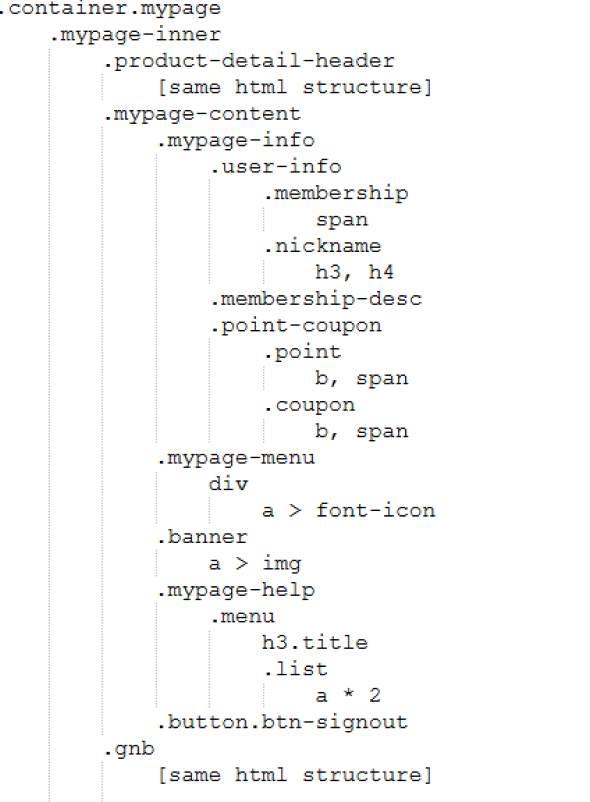 .container.mypage
.mypage-inner
.product-detail-header
[same html structure]
.mypage-content
.mypage-info
.user-info
.membership
span
.nickname
h3, h4
.membership-desc
.point-coupon
.point
b, span
.coupon
b, span
.mypage-menu
div
a > font-icon
.banner
a > img
.mypage-help
.menu
h3.title
.list
a * 2
.button.btn-signout
.gnb
[same html structure]